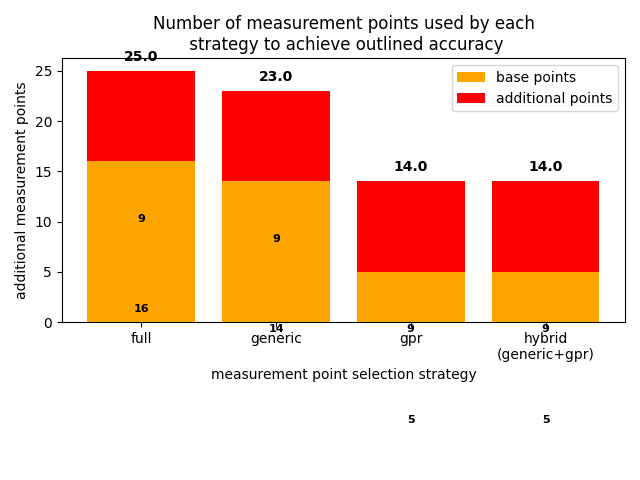 Number of measurement points used by each
strategy to achieve outlined accuracy
25.0
23.0
14.0
14.0
base points
additional points
additional measurement points
25
20
15
10
5
0
9
9
16
14
9
9
full
generic
gpr
hybrid
(generic+gpr)
measurement point selection strategy
5
5